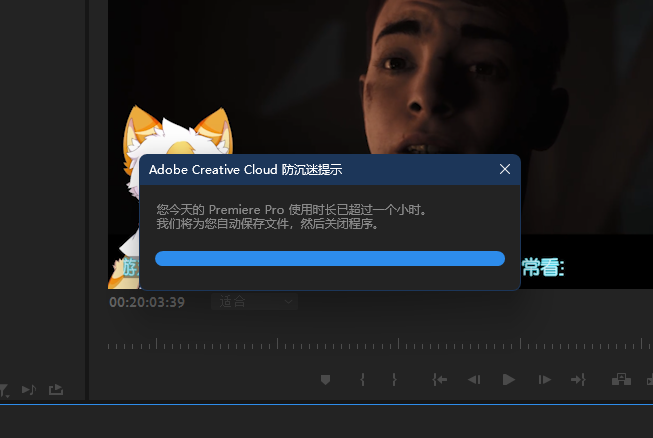 Adobe Creative Cloud 防沉迷提示
您今天的 Premiere Pro 使用时长已超过一个小时。
我们将为您自动保存文件，然后关闭程序。
游
常看:
00:20:03:39
适合